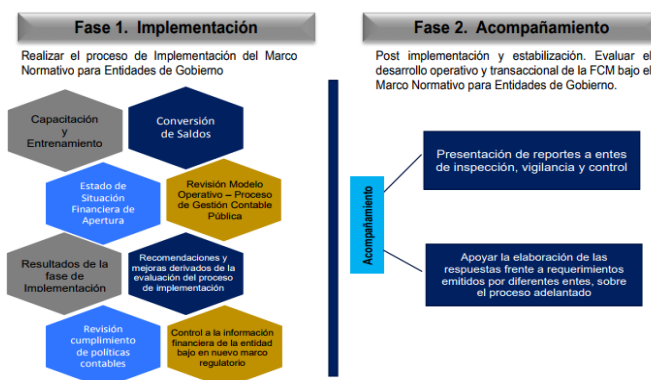 Fase 1. Implementación
Realizar el proceso de Implementación del Marco
Normativo para Entidades de Gobierno
Capacitación
y
Entrenamiento
Conversión
de Saldos
Estado de
Situación
Financiera de
Apertura
Revisión Modelo
Operativo – Proceso
de Gestión Contable
Pública
Resultados de la
fase de
Implementación
Recomendaciones y
mejoras derivados de la
evaluación del proceso
de implementación
Revisión
cumplimiento
de políticas
contables
Control a la información
financiera de la entidad
bajo en nuevo marco
regulatorio
Fase 2. Acompañamiento
Post implementación y estabilización. Evaluar el
desarrollo operativo y transaccional de la FCM bajo el
Marco Normativo para Entidades de Gobierno.
Acompañamiento
Presentación de reportes a entes
de inspección, vigilancia y control
Apoyar la elaboración de las
respuestas frente a requerimientos
emitidos por diferentes entes, sobre
el proceso adelantado